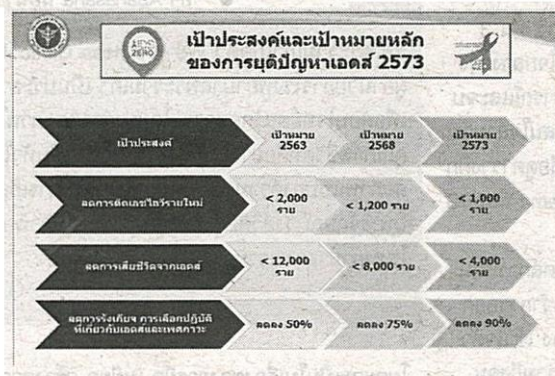 AIDS
ZERO
เป้าประสงค์และเป้าหมายหลัก
ของการยุติปัญหาเอดส์ 2573
เป้าประสงค์
เป้าหมาย
2563
เป้าหมาย
2568
เป้าหมาย
2573
ลดการติดเชื้อเอชไอวีรายใหม่
< 2,000
ราย
< 1,200 ราย
< 1,000
ราย
ลดการเสียชีวิตจากเอดส์
< 12,000
ราย
< 8,000 ราย
< 4,000
ราย
ลดการรังเกียจ การเลือกปฏิบัติ
ที่เกี่ยวกับเอดส์และเพศภาวะ
ลดลง 50%
ลดลง 75%
ลดลง 90%